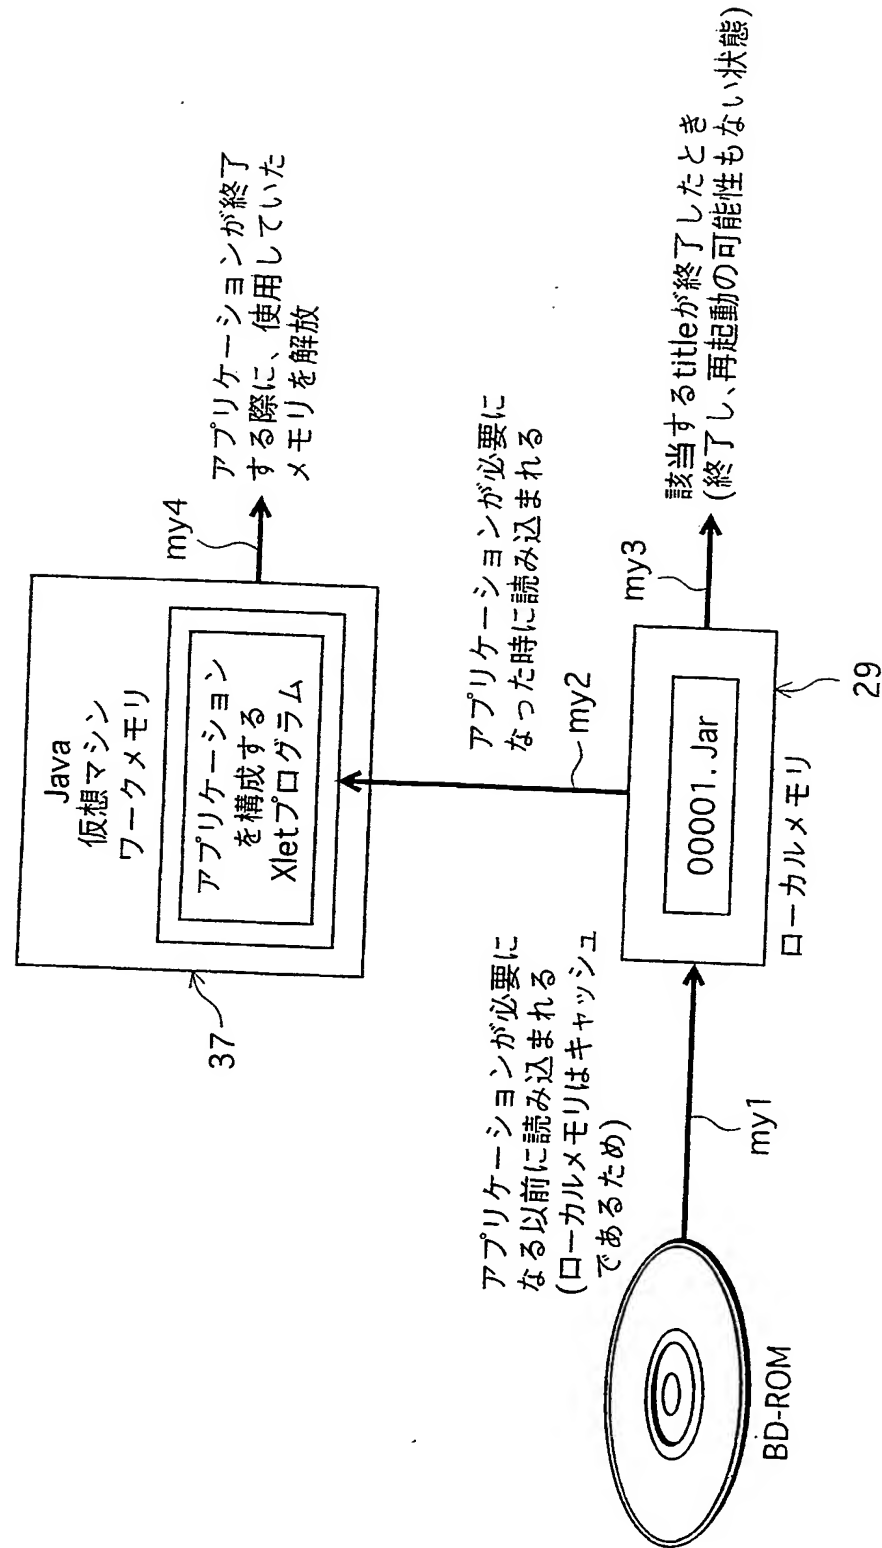 Java
仮想マシン
ワークメモリ
アプリケーション
を構成する
Xletプログラム
37
my4
アプリケーションが終了
する際に、使用していた
メモリを解放
アプリケーションが必要に
なった時に読み込まれる
my2
アプリケーションが必要に
なる以前に読み込まれる
(ローカルメモリはキャッシュ
であるため)
my1
BD-ROM
00001.Jar
ローカルメモリ
29
my3
該当するtitleが終了したとき
(終了し、再起動の可能性もない状態)